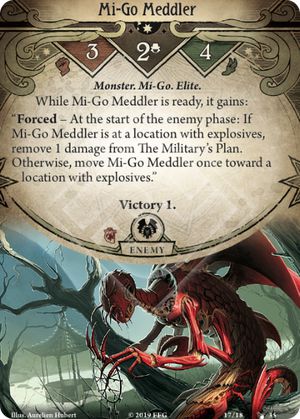 Mi-Go Meddler
3 2 4
Monster. Mi-Go. Elite.
While Mi-Go Meddler is ready, it gains:
“Forced – At the start of the enemy phase: If
Mi-Go Meddler is at a location with explosives,
remove 1 damage from The Military's Plan.
Otherwise, move Mi-Go Meddler once toward a
location with explosives.”
Victory 1.
ENEMY
Illus. Aurelien Hubert
© 2019 FFG
17/18
35